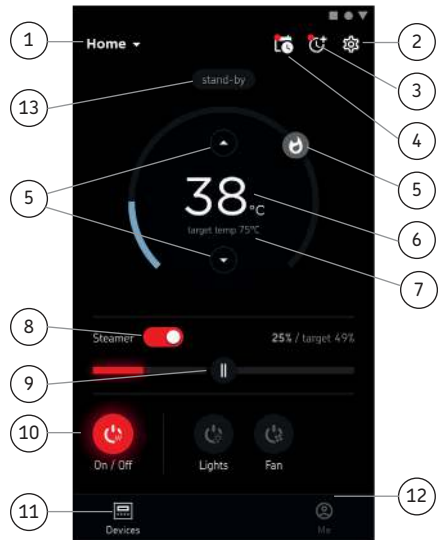 1
Home
2
3
4
13
stand-by
5
5
38°C
6
target temp 75°C
7
8
Steamer
25% / target 49%
9
10
On / Off
Lights
Fan
11
12
Devices
Me